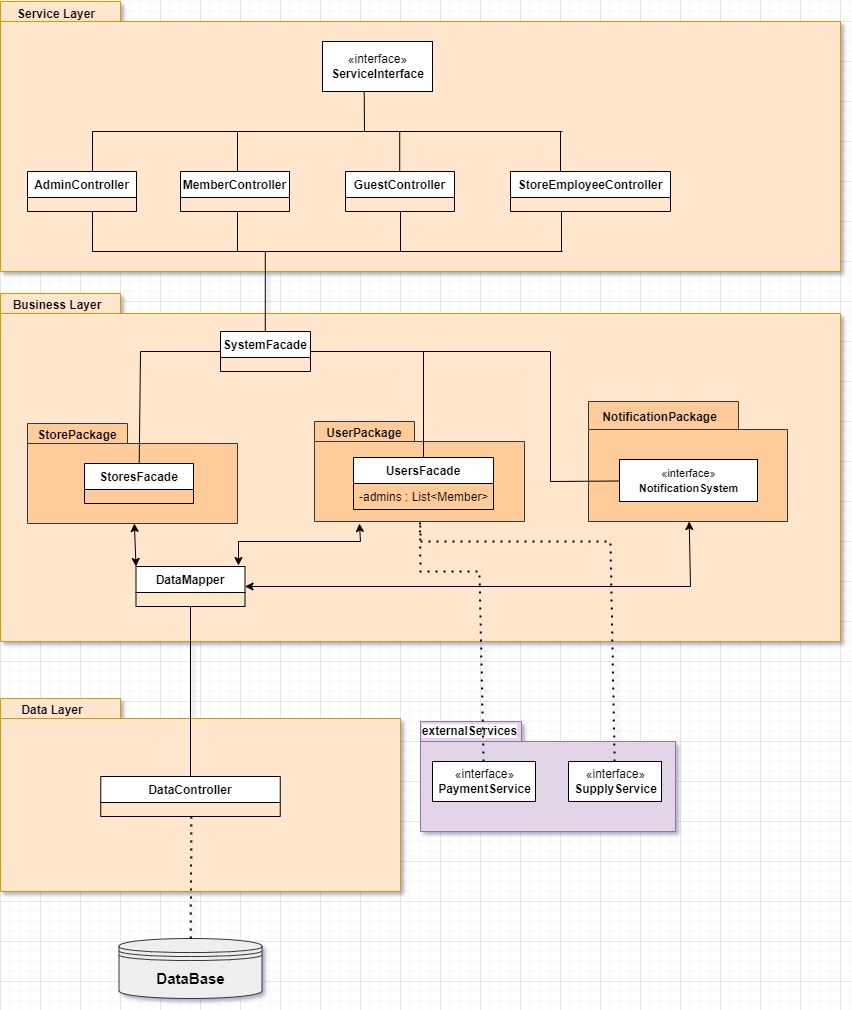 Service Layer
«interface»
ServiceInterface
AdminController
MemberController
GuestController
StoreEmployeeController
Business Layer
SystemFacade
StorePackage
StoresFacade
UserPackage
UsersFacade
-admins : List<Member>
NotificationPackage
«interface»
NotificationSystem
DataMapper
Data Layer
DataController
externalServices
«interface»
PaymentService
«interface»
SupplyService
DataBase